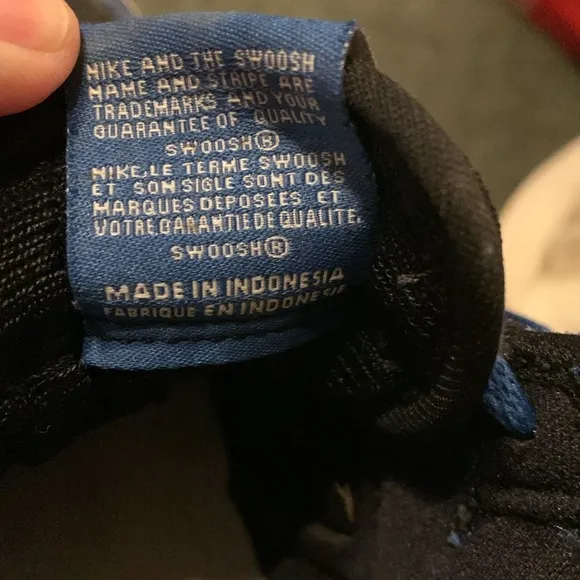 NIKE AND THE SWOOSH
NAME AND STRIPE ARE
TRADEMARKS AND YOUR
GUARANTEE OF QUALITY
SWOOSH®
NIKE,LE TERME SWOOSH
ET SON SIGLE SONT DES
MARQUES DEPOSEES ET
VOTRE GARANTIE DE QUALITE.
SWOOSH®
MADE IN INDONESIA
FABRIQUE EN INDONESIE